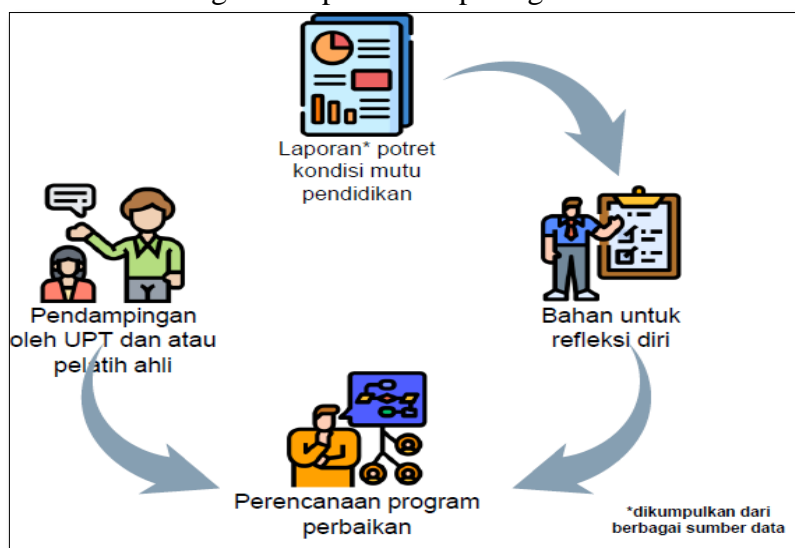 Laporan* potret
kondisi mutu
pendidikan
Bahan untuk
refleksi diri
Pendampingan
oleh UPT dan atau
pelatih ahli
Perencanaan program
perbaikan
*dikumpulkan dari
berbagai sumber data